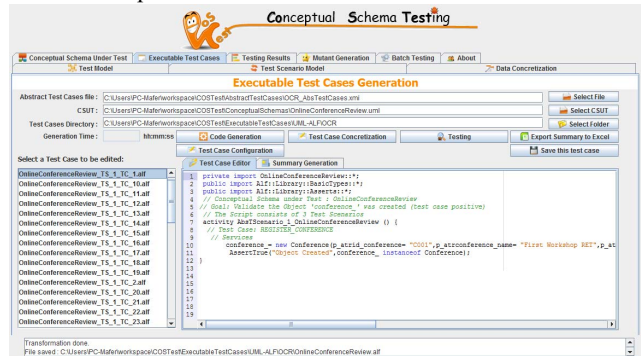 Conceptual Schema Testing
Conceptual Schema Under Test Executable Test Cases Testing Results Mutant Generation Batch Testing About
Test Model Test Scenario Model Data Concretization
Executable Test Cases Generation
Abstract Test Cases file : C:\Users\PC-Mafer\workspace\COSTest\AbstractTestCases\OCR_AbsTestCases.xmi Select File
CSUT : C:\Users\PC-Mafer\workspace\COSTest\ConceptualSchemas\OnlineConferenceReview.uml Select CSUT
Test Cases Directory : C:\Users\PC-Mafer\workspace\COSTest\ExecutableTestCases\UML-ALF\OCR Select Folder
Generation Time : hh:mm:ss Code Generation Test Case Concretization Testing Export Summary to Excel
Test Case Configuration Save this test case
Select a Test Case to be edited: Test Case Editor Summary Generation
OnlineConferenceReview_TS_1_TC_1.alf
OnlineConferenceReview_TS_1_TC_10.alf
OnlineConferenceReview_TS_1_TC_11.alf
OnlineConferenceReview_TS_1_TC_12.alf
OnlineConferenceReview_TS_1_TC_13.alf
OnlineConferenceReview_TS_1_TC_14.alf
OnlineConferenceReview_TS_1_TC_15.alf
OnlineConferenceReview_TS_1_TC_16.alf
OnlineConferenceReview_TS_1_TC_17.alf
OnlineConferenceReview_TS_1_TC_18.alf
OnlineConferenceReview_TS_1_TC_19.alf
OnlineConferenceReview_TS_1_TC_2.alf
OnlineConferenceReview_TS_1_TC_20.alf
OnlineConferenceReview_TS_1_TC_21.alf
OnlineConferenceReview_TS_1_TC_22.alf
OnlineConferenceReview_TS_1_TC_23.alf
1 private import OnlineConferenceReview::*;
2 public import Alf::Library::BasicTypes::*;
3 public import Alf::Library::Asserts::*;
4 // Conceptual Schema under Test : OnlineConferenceReview
5 // Goal: Validate the Object 'conference_' was created (test case positive)
6 // The Script consists of 3 Test Scenarios
7 activity AbsTScenario_1_OnlineConferenceReview () {
8 // Test Case: REGISTER_CONFERENCE
9 // Services
10 conference_= new Conference(p_atrid_conference= "C001",p_atrconference_name= "First Workshop RET",p_at
11 AssertTrue("Object Created",conference_ instanceof Conference);
12 }
13
14
15
16
17
18
19
Transformation done.
File saved : C:\Users\PC-Mafer\workspace\COSTest\ExecutableTestCases\UML-ALF\OCR\OnlineConferenceReview.alf